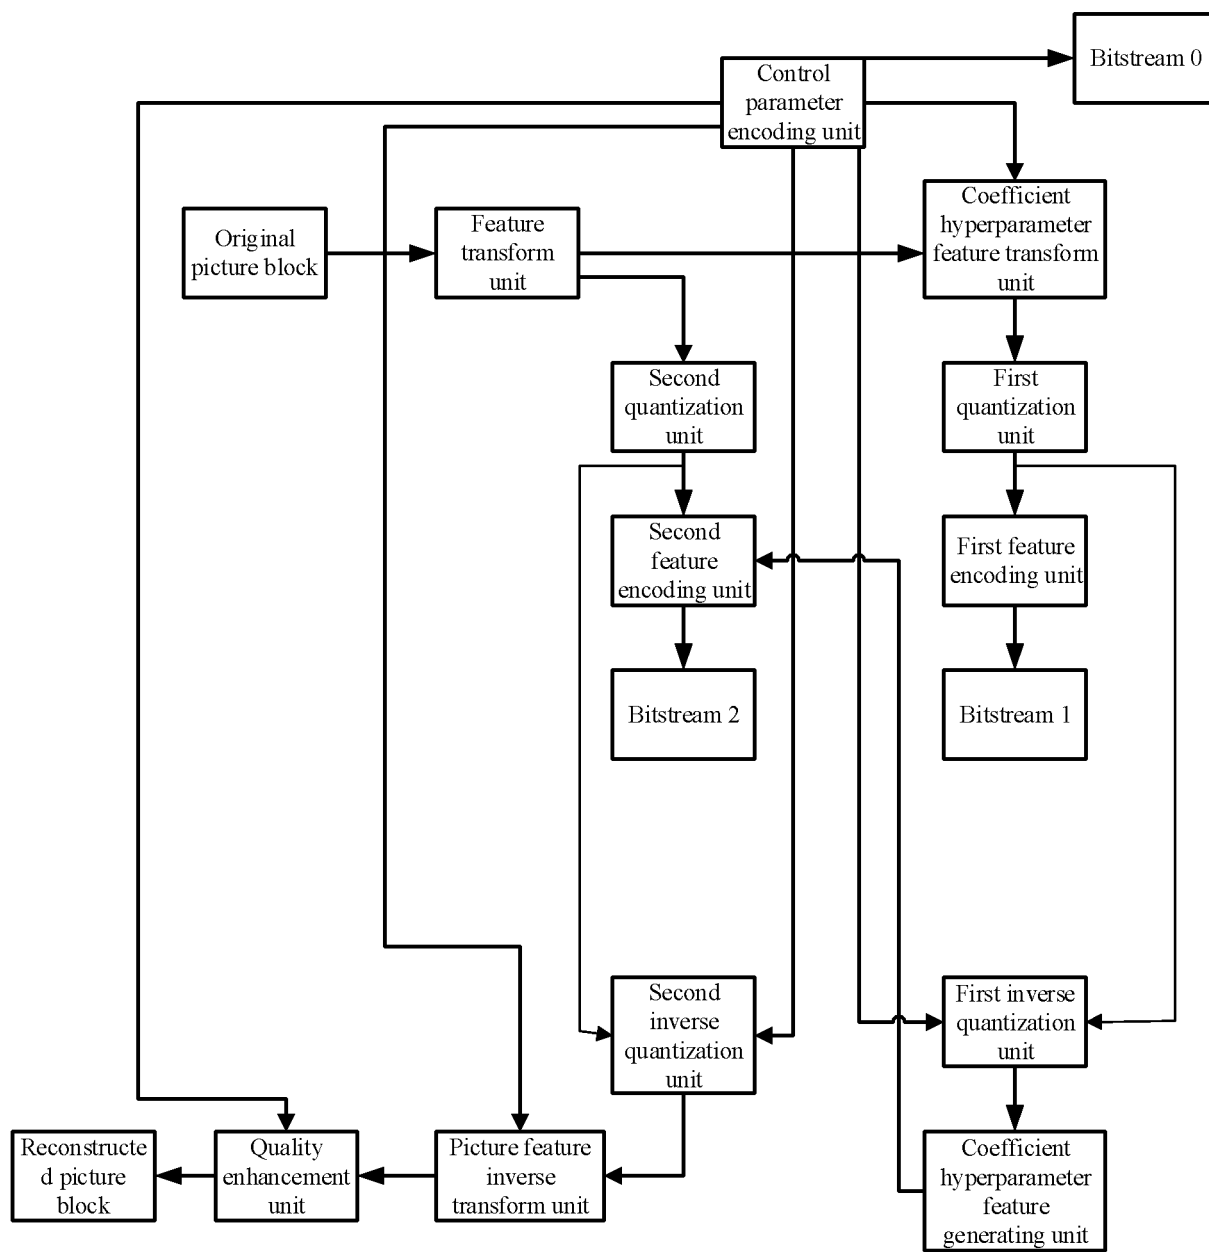 Bitstream 0
Control
parameter
encoding unit
Original
picture block
Feature
transform
unit
Coefficient
hyperparameter
feature transform
unit
Second
quantization
unit
First
quantization
unit
Second
feature
encoding unit
First feature
encoding unit
Bitstream 2
Bitstream 1
Second
inverse
quantization
unit
First inverse
quantization
unit
Reconstructe
d picture
block
Quality
enhancement
unit
Picture feature
inverse
transform unit
Coefficient
hyperparameter
feature
generating unit